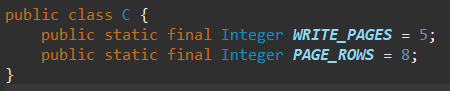 public class C {
    public static final Integer WRITE_PAGES = 5;
    public static final Integer PAGE_ROWS = 8;
}